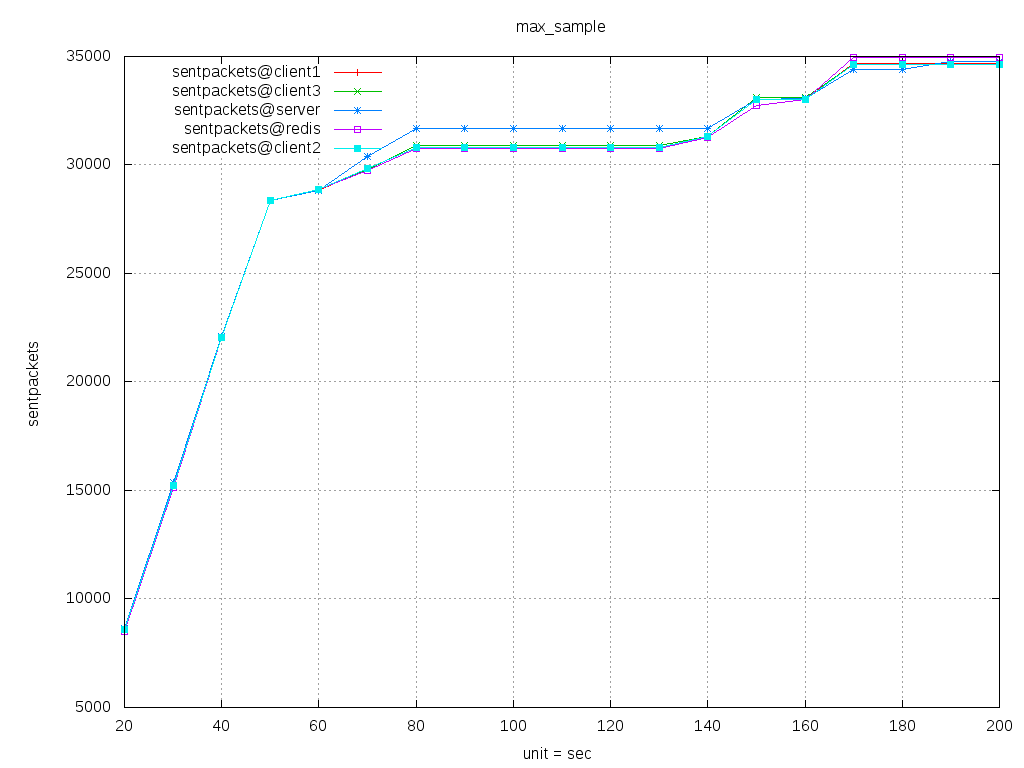 max_sample
35000
30000
25000
20000
15000
10000
5000
sentpackets@client1
sentpackets@client3
sentpackets@server
sentpackets@redis
sentpackets@client2
sentpackets
20 40 60 80 100 120 140 160 180 200
unit = sec